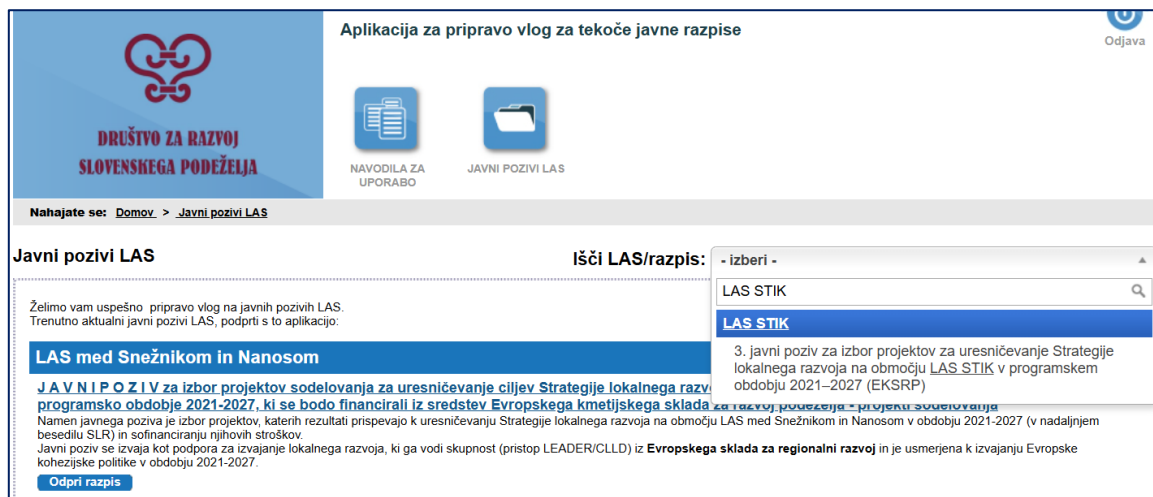 Aplikacija za pripravo vlog za tekoče javne razpise
Odjava
DRUŠTVO ZA RAZVOJ
SLOVENSKEGA PODEŽELJA
NAVODILA ZA
UPORABO
JAVNI POZIVI LAS
Nahajate se: Domov > Javni pozivi LAS
Javni pozivi LAS
Išči LAS/razpis:
- izberi -
LAS STIK
LAS STIK
3. javni poziv za izbor projektov za uresničevanje Strategije
lokalnega razvoja na območju LAS STIK v programskem
obdobju 2021–2027 (EKSRP)
Želimo vam uspešno pripravo vlog na javnih pozivih LAS.
Trenutno aktualni javni pozivi LAS, podprti s to aplikacijo:
LAS med Snežnikom in Nanosom
J A V N I P O Z I V za izbor projektov sodelovanja za uresničevanje ciljev Strategije lokalnega
programsko obdobje 2021-2027, ki se bodo financirali iz sredstev Evropskega kmetijskega sklada za razvoj podeželja - projekti sodelovanja
Namen javnega poziva je izbor projektov, katerih rezultati prispevajo k uresničevanju Strategije lokalnega razvoja na območju LAS med Snežnikom in Nanosom v obdobju 2021-2027 (v nadaljnjem
besedilu SLR) in sofinanciranju njihovih stroškov.
Javni poziv se izvaja kot podpora za izvajanje lokalnega razvoja, ki ga vodi skupnost (pristop LEADER/CLLD) iz Evropskega sklada za regionalni razvoj in je usmerjena k izvajanju Evropske
kohezijske politike v obdobju 2021-2027.
Odpri razpis